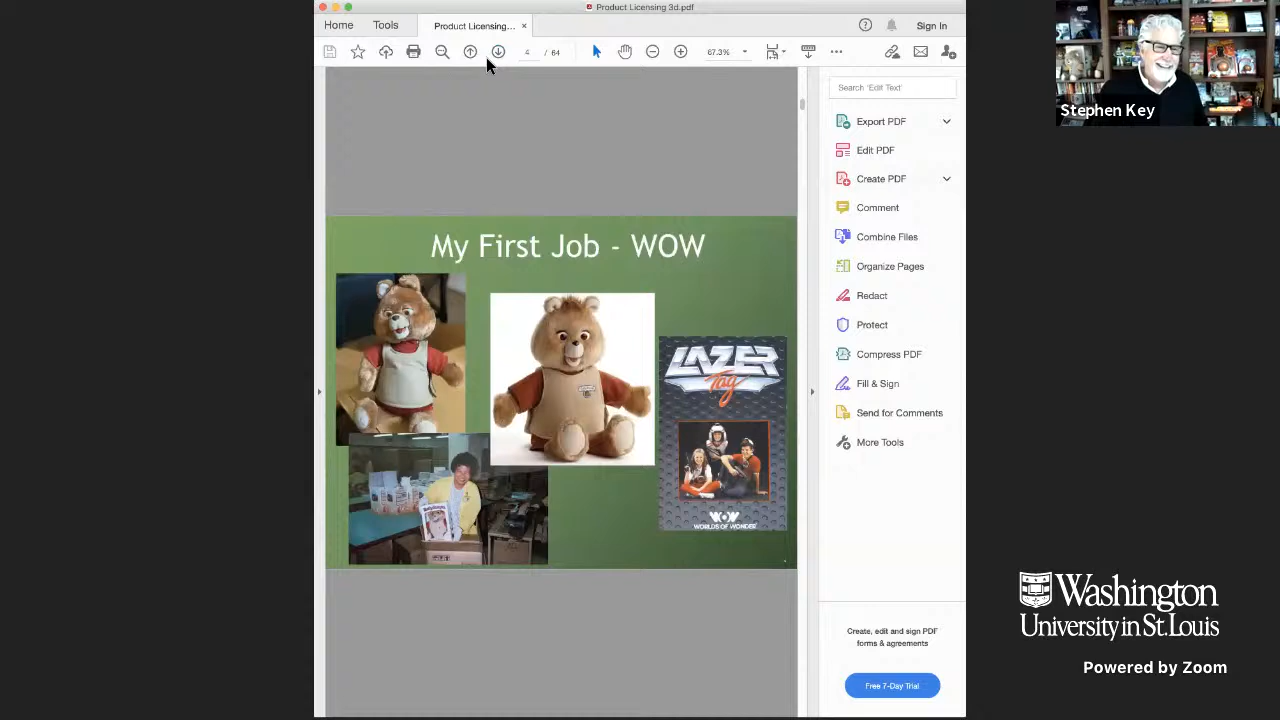 Product Licensing 3d.pdf
Home
Tools
Product Licensing...
Sign In
4 / 64
67.3%
Stephen Key
Search 'Edit Text'
Export PDF
Edit PDF
Create PDF
Comment
Combine Files
Organize Pages
Redact
Protect
Compress PDF
Fill & Sign
Send for Comments
More Tools
My First Job - WOW
LAZER
Tag
WOW
WORLDS OF WONDER
Create, edit and sign PDF
forms & agreements
Free 7-Day Trial
Washington
University in St. Louis
Powered by Zoom